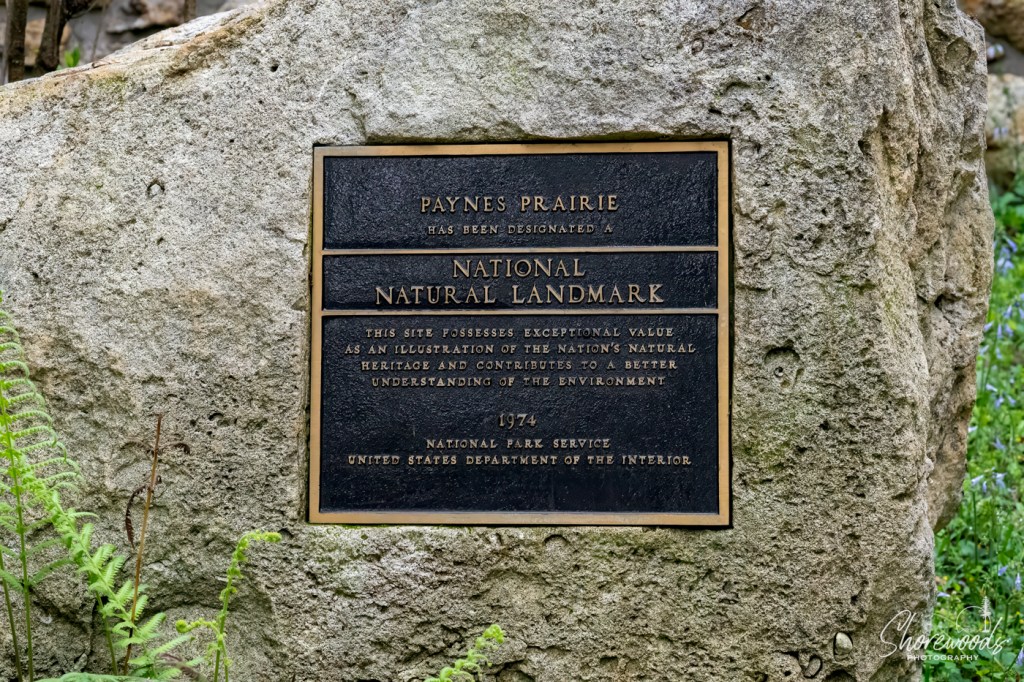 PAYNES PRAIRIE
HAS BEEN DESIGNATED A
NATIONAL
NATURAL LANDMARK
THIS SITE POSSESSES EXCEPTIONAL VALUE
AS AN ILLUSTRATION OF THE NATION'S NATURAL
HERITAGE AND CONTRIBUTES TO A BETTER
UNDERSTANDING OF THE ENVIRONMENT
1974
NATIONAL PARK SERVICE
UNITED STATES DEPARTMENT OF THE INTERIOR
Shorewoods
PHOTOGRAPHY